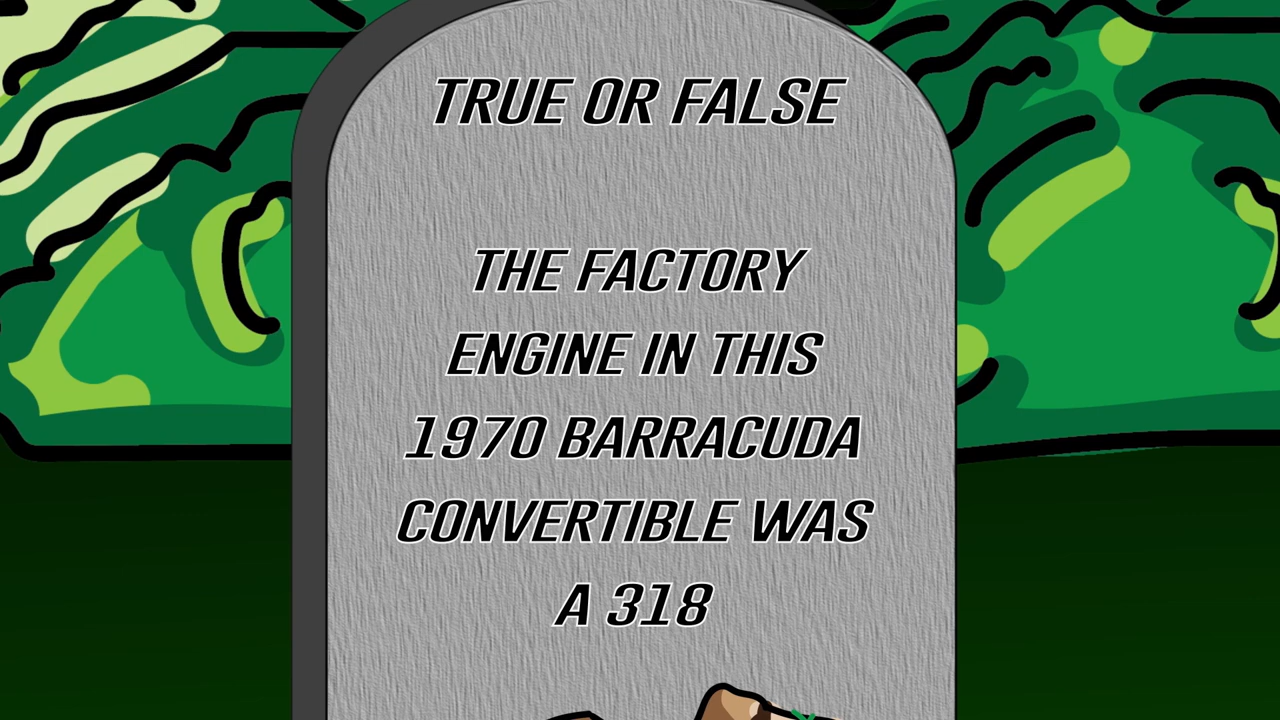 TRUE OR FALSE
THE FACTORY
ENGINE IN THIS
1970 BARRACUDA
CONVERTIBLE WAS
A 318